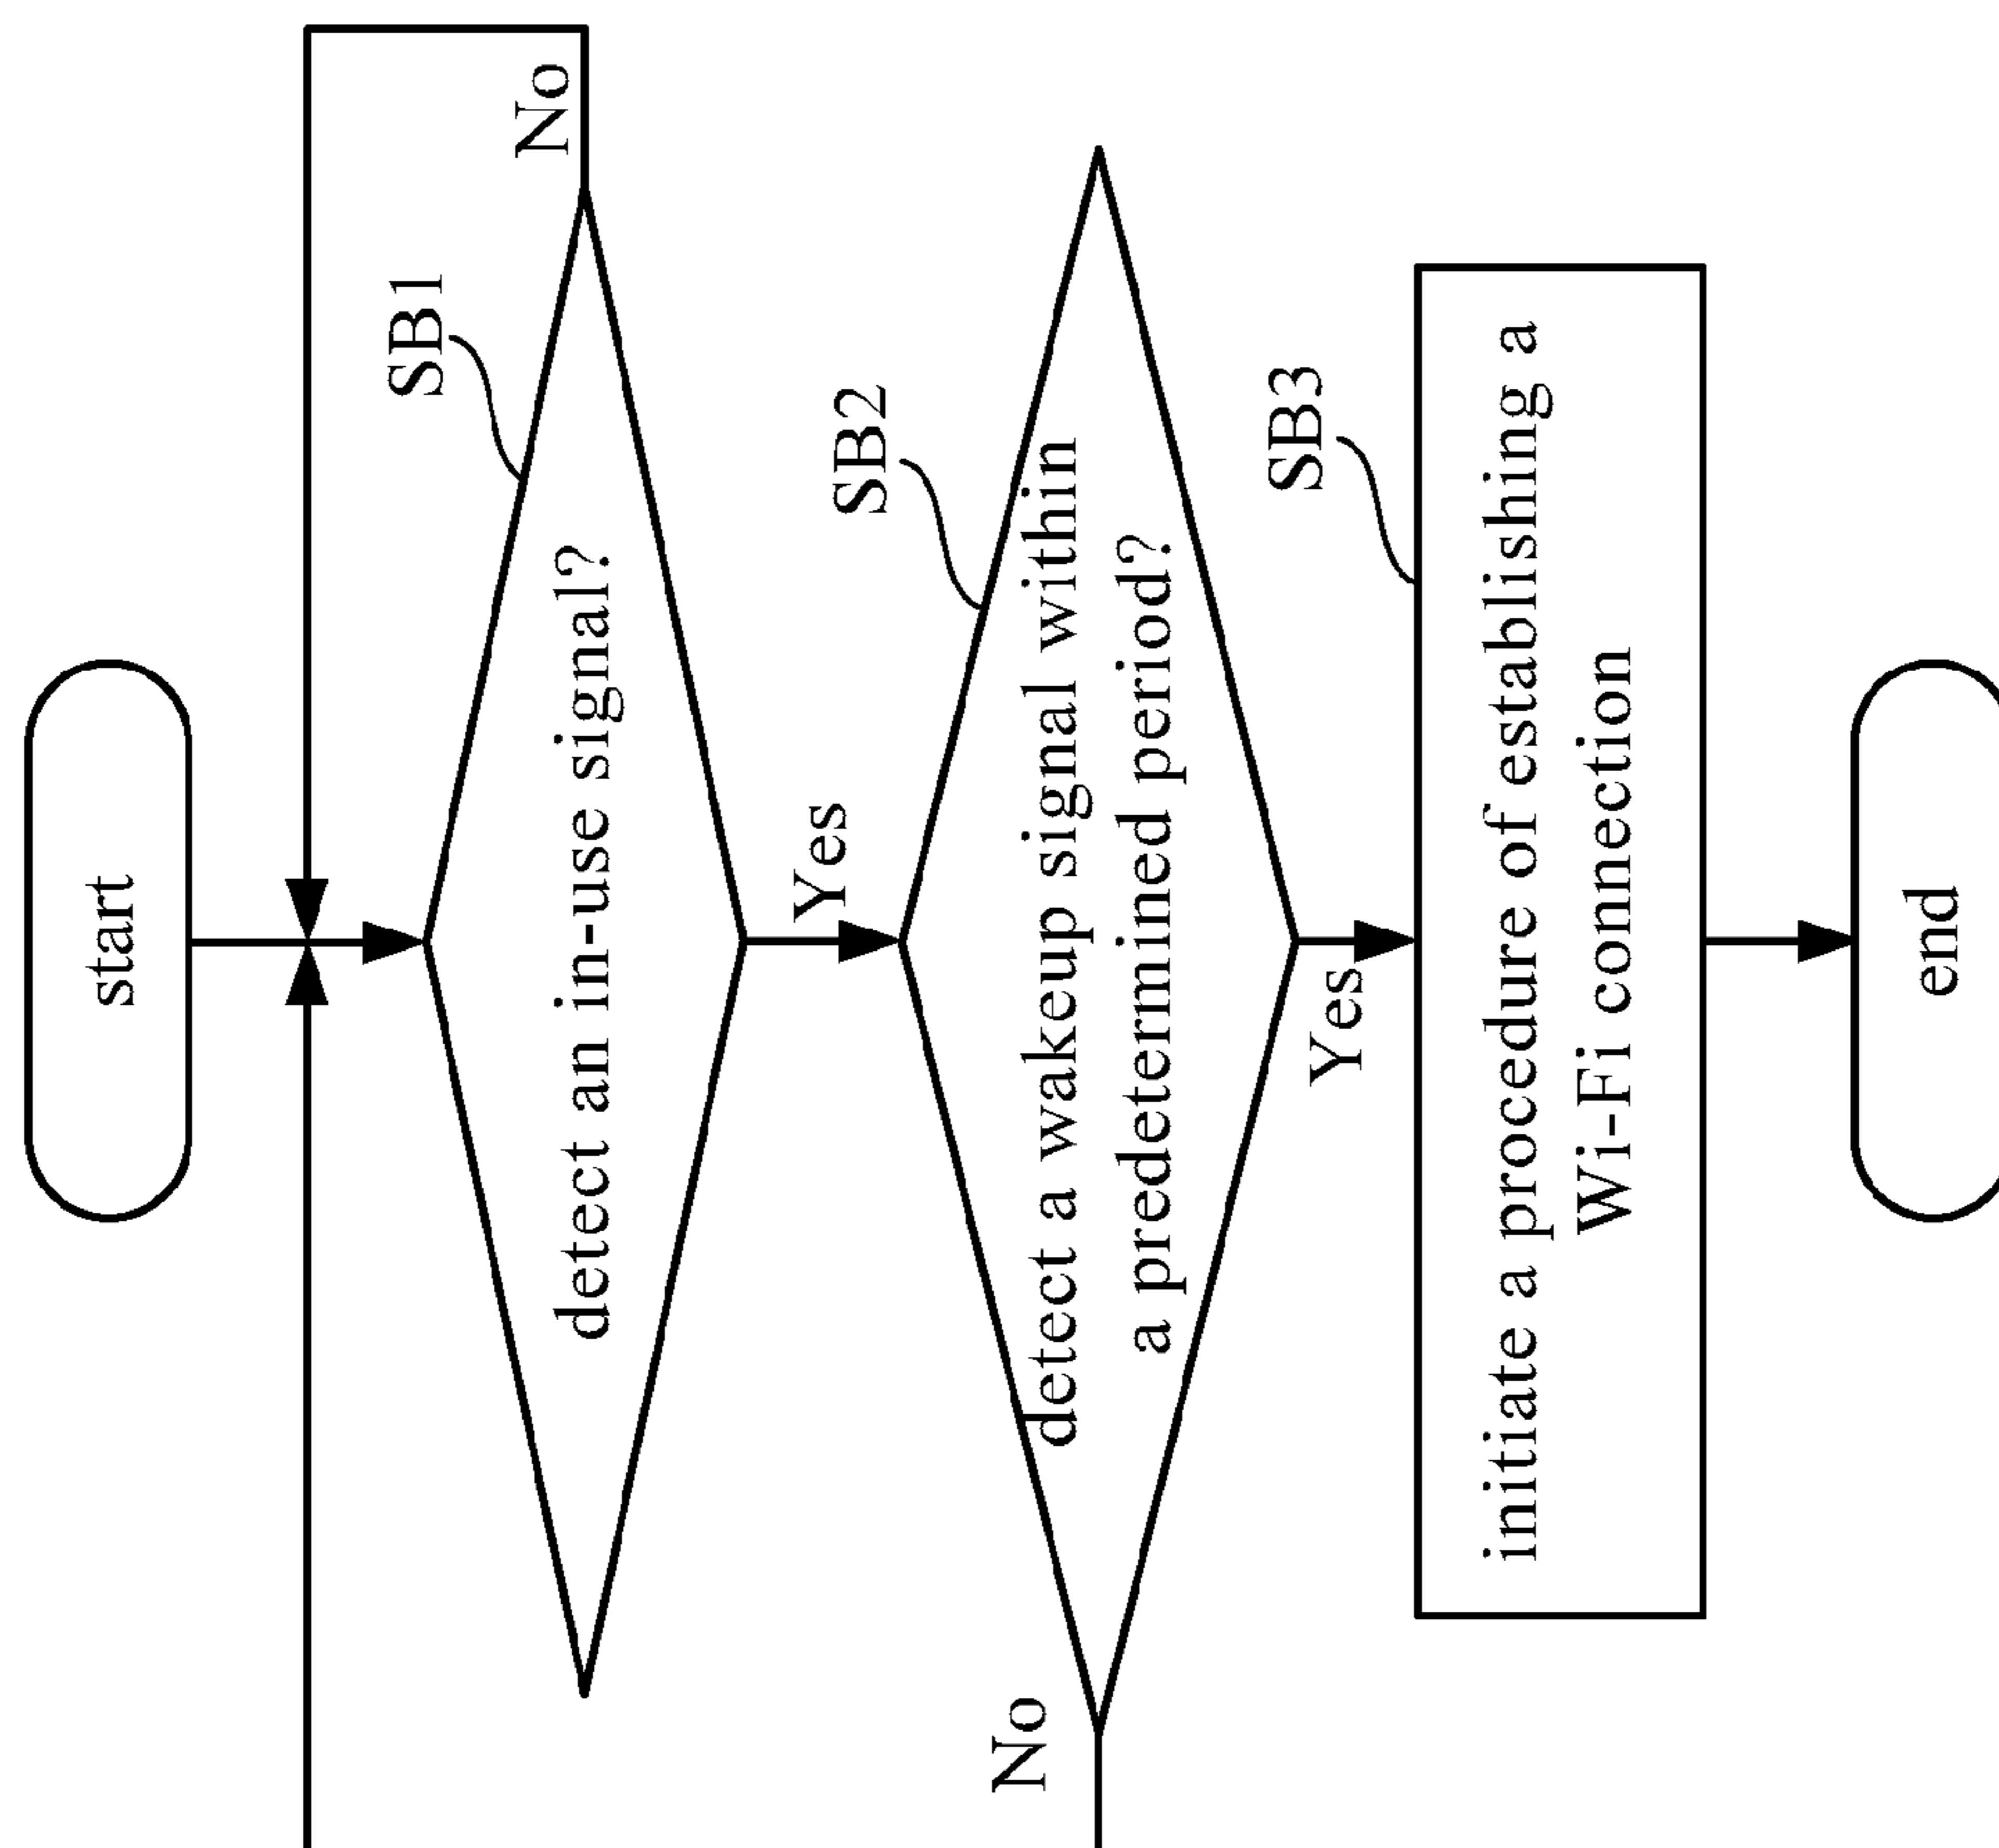 start
No
SB1
detect an in-use signal?
Yes
SB2
detect a wakeup signal within
a predetermined period?
No
Yes
SB3
initiate a procedure of establishing a
Wi-Fi connection
end